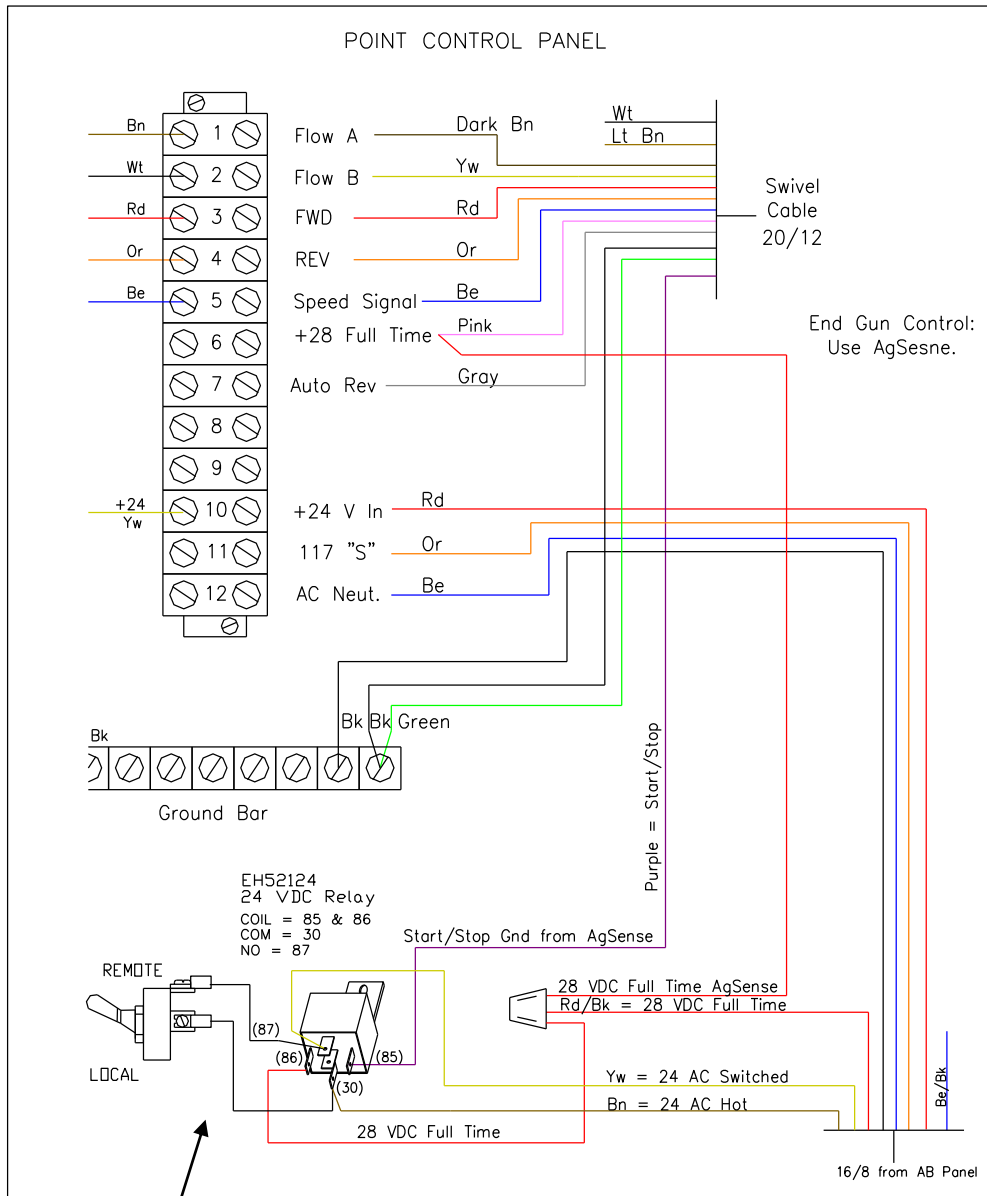 POINT CONTROL PANEL
Bn
1
Flow A
Dark Bn
Wt
Lt Bn
Wt
2
Flow B
Yw
Swivel
Cable
20/12
Rd
3
FWD
Rd
Or
4
REV
Or
Be
5
Speed Signal
Be
6
+28 Full Time
Pink
End Gun Control:
Use AgSesne.
7
Auto Rev
Gray
8
9
+24
Yw
10
+24 V In
Rd
11
117 "S"
Or
12
AC Neut.
Be
Bk
Bk
Bk
Green
Ground Bar
Purple = Start/Stop
EH52124
24 VDC Relay
COIL = 85 & 86
COM = 30
NO = 87
Start/Stop Gnd from AgSense
REMOTE
LOCAL
(87)
(86)
(85)
(30)
28 VDC Full Time AgSense
Rd/Bk = 28 VDC Full Time
Yw = 24 AC Switched
Bn = 24 AC Hot
28 VDC Full Time
Be/Bk
16/8 from AB Panel